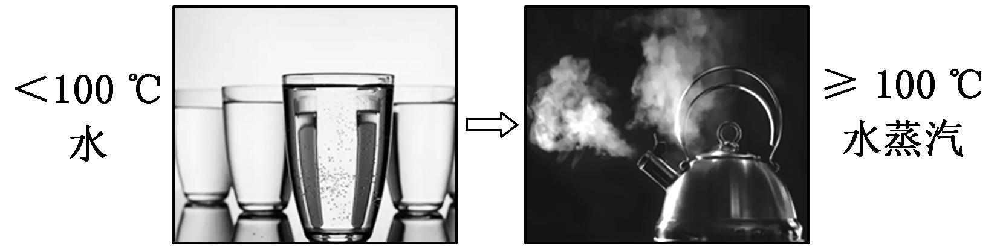 ＜100 ℃
水
≥ 100 ℃
水蒸汽